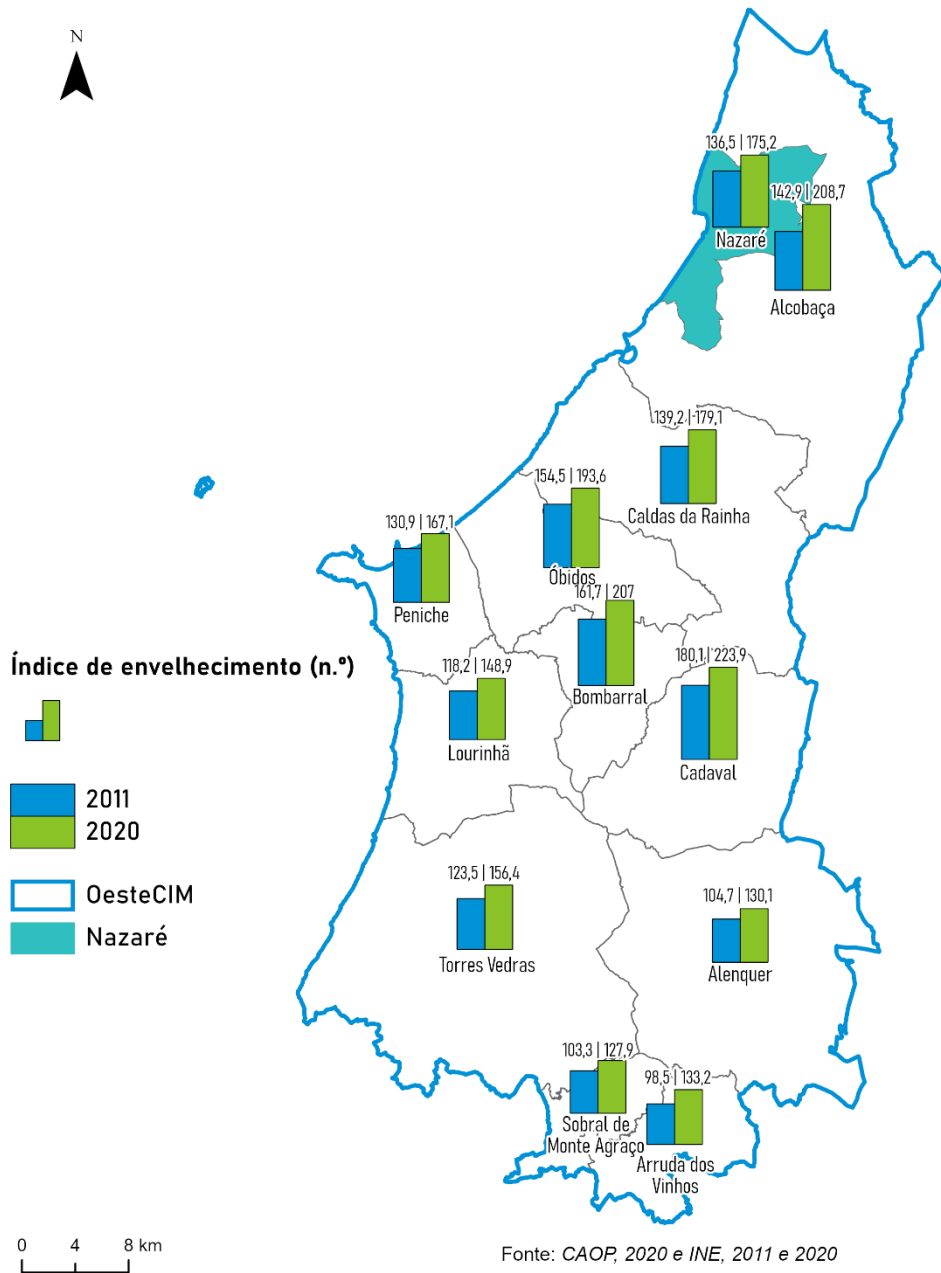 N
136,5 | 175,2
142,9 | 208,7
Nazaré
Alcobaça
139,2 | 179,1
Caldas da Rainha
154,5 | 193,6
Óbidos
130,9 | 167,1
Peniche
161,7 | 207
Bombarral
180,1 | 223,9
Cadaval
118,2 | 148,9
Lourinhã
Índice de envelhecimento (n.º)
2011
2020
OesteCIM
Nazaré
123,5 | 156,4
Torres Vedras
104,7 | 130,1
Alenquer
103,3 | 127,9
Sobral de
Monte Agraço
98,5 | 133,2
Arruda dos
Vinhos
0 4 8 km
Fonte: CAOP, 2020 e INE, 2011 e 2020